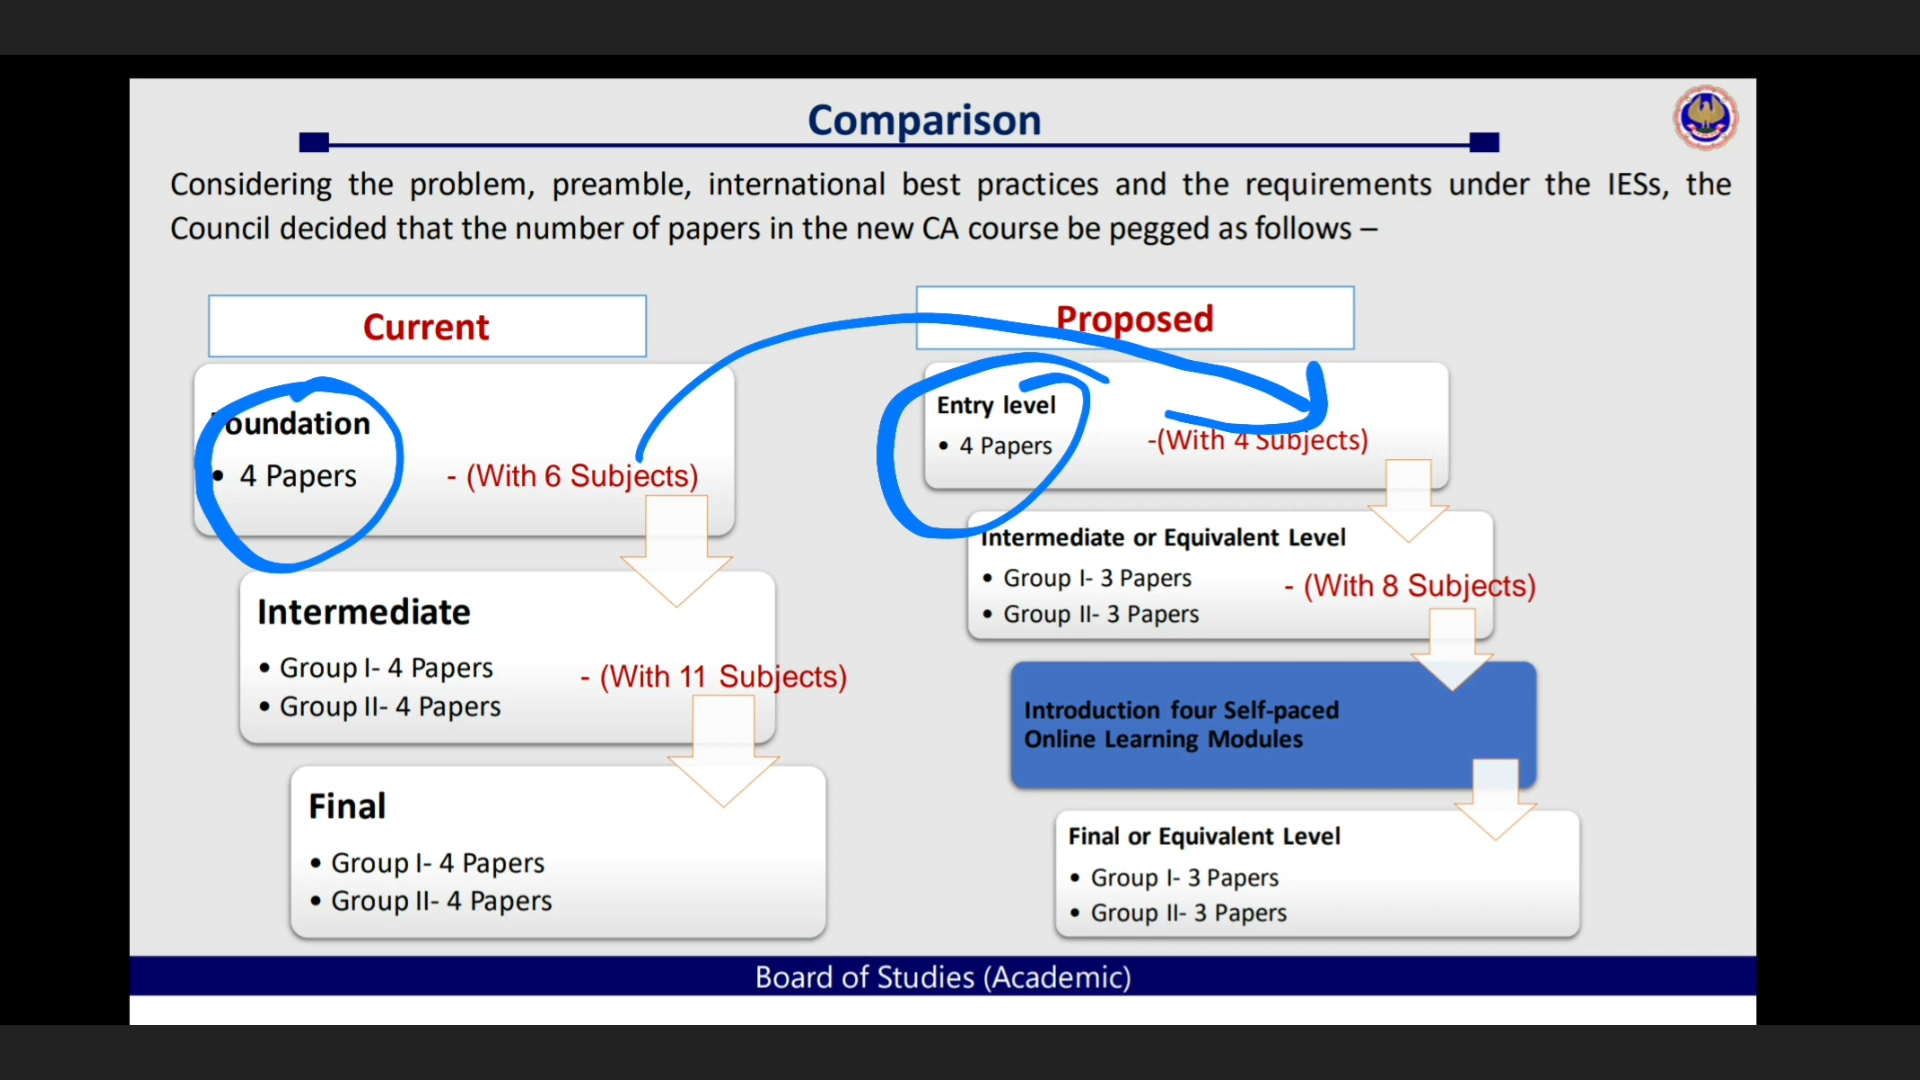 Comparison
Considering the problem, preamble, international best practices and the requirements under the IESs, the
Council decided that the number of papers in the new CA course be pegged as follows –
Current
Foundation
• 4 Papers - (With 6 Subjects)
Intermediate
• Group I- 4 Papers
- (With 11 Subjects)
• Group II- 4 Papers
Final
• Group I- 4 Papers
• Group II- 4 Papers
Proposed
Entry level
• 4 Papers -(With 4 Subjects)
Intermediate or Equivalent Level
• Group I- 3 Papers - (With 8 Subjects)
• Group II- 3 Papers
Introduction four Self-paced
Online Learning Modules
Final or Equivalent Level
• Group I- 3 Papers
• Group II- 3 Papers
Board of Studies (Academic)